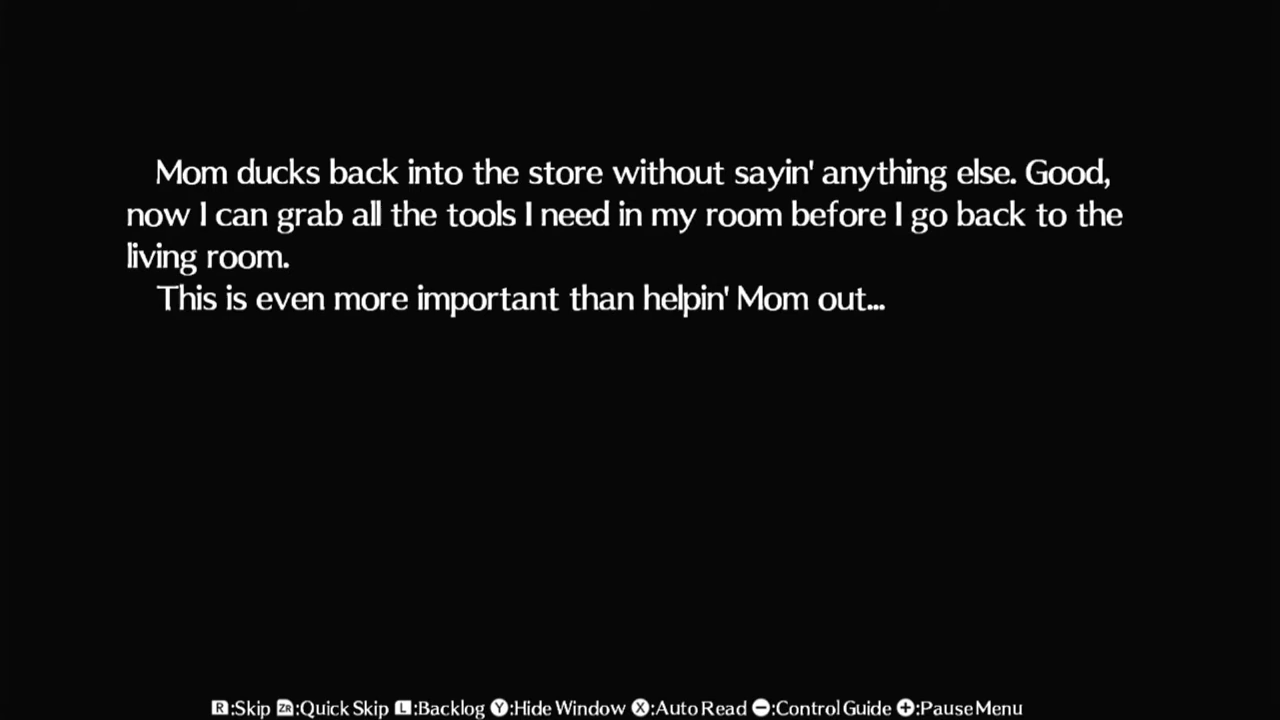 Mom ducks back into the store without sayin' anything else. Good,
now I can grab all the tools I need in my room before I go back to the
living room.
This is even more important than helpin' Mom out...
R:Skip ZR:Quick Skip L:Backlog Y:Hide Window X:Auto Read -:Control Guide +:Pause Menu